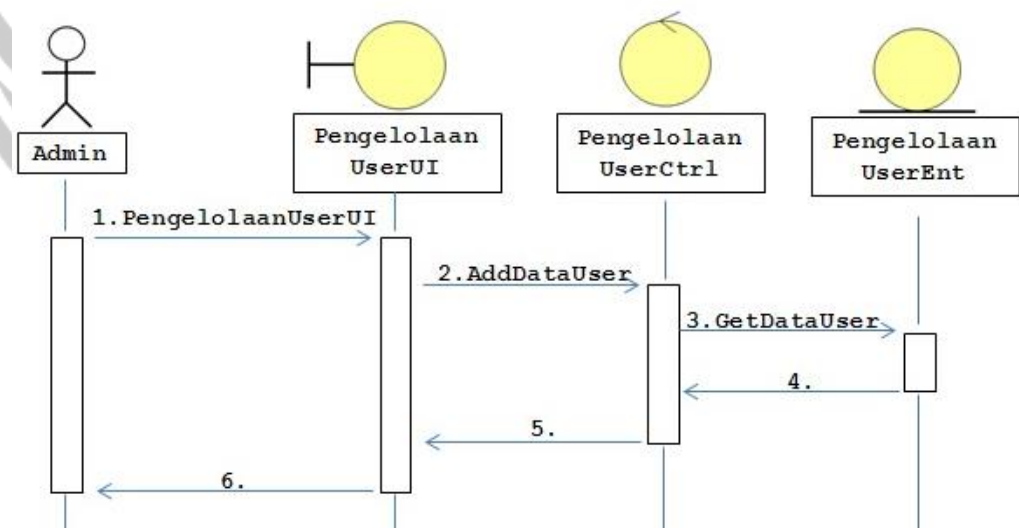 Admin
Pengelolaan
UserUI
Pengelolaan
UserCtrl
Pengelolaan
UserEnt
1.PengelolaanUserUI
2.AddDataUser
3.GetDataUser
4.
5.
6.